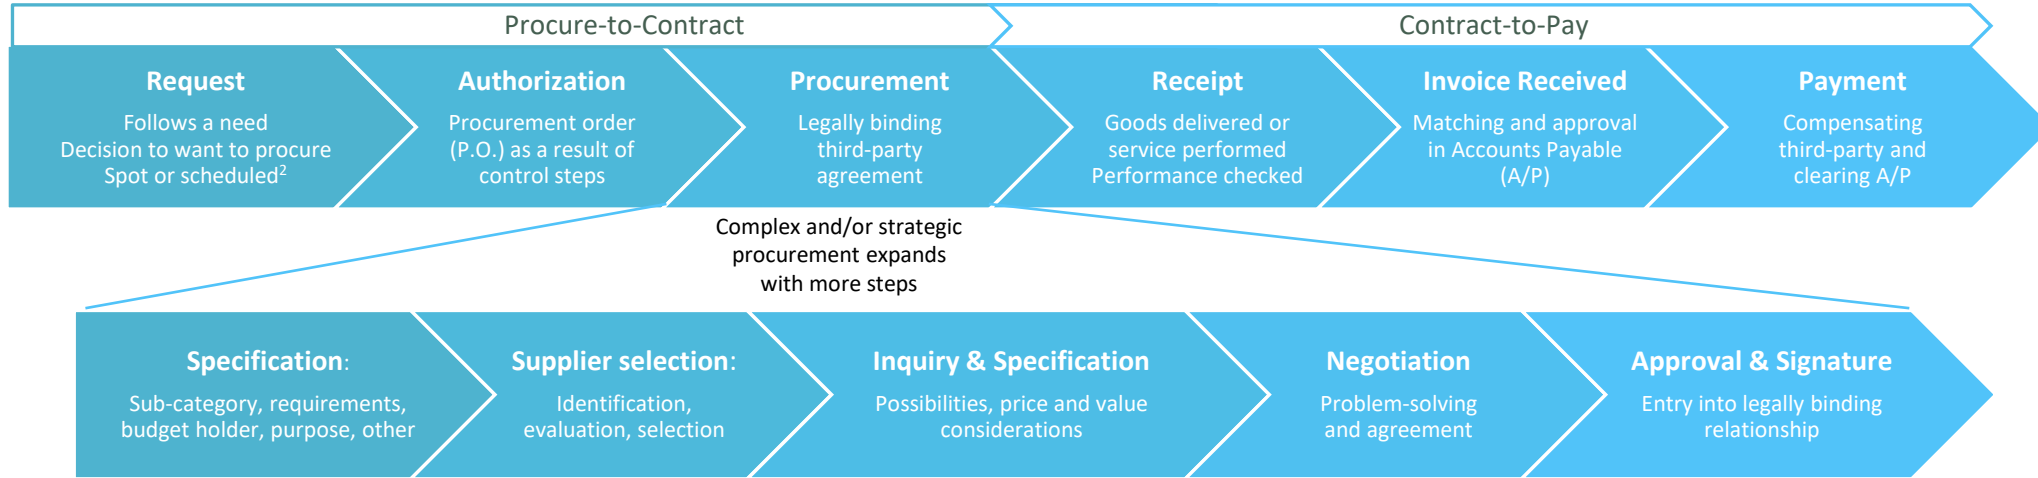 Procure-to-Contract
Contract-to-Pay
Request
Follows a need
Decision to want to procure
Spot or scheduled²
Authorization
Procurement order
(P.O.) as a result of
control steps
Procurement
Legally binding
third-party
agreement
Receipt
Goods delivered or
service performed
Performance checked
Invoice Received
Matching and approval
in Accounts Payable
(A/P)
Payment
Compensating
third-party and
clearing A/P
Complex and/or strategic
procurement expands
with more steps
Specification:
Sub-category, requirements,
budget holder, purpose, other
Supplier selection:
Identification,
evaluation, selection
Inquiry & Specification
Possibilities, price and value
considerations
Negotiation
Problem-solving
and agreement
Approval & Signature
Entry into legally binding
relationship